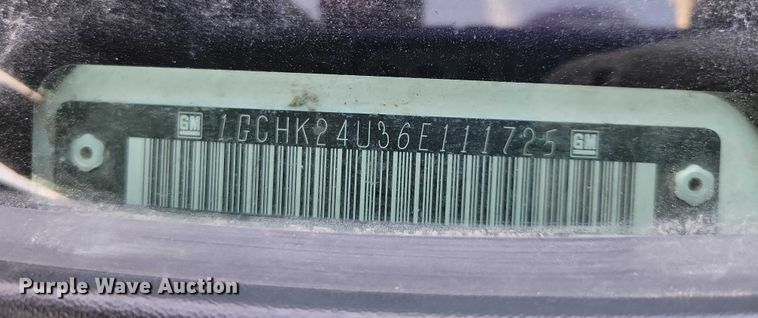 GM 1GCHK24U36E111725 GM
Purple Wave Auction